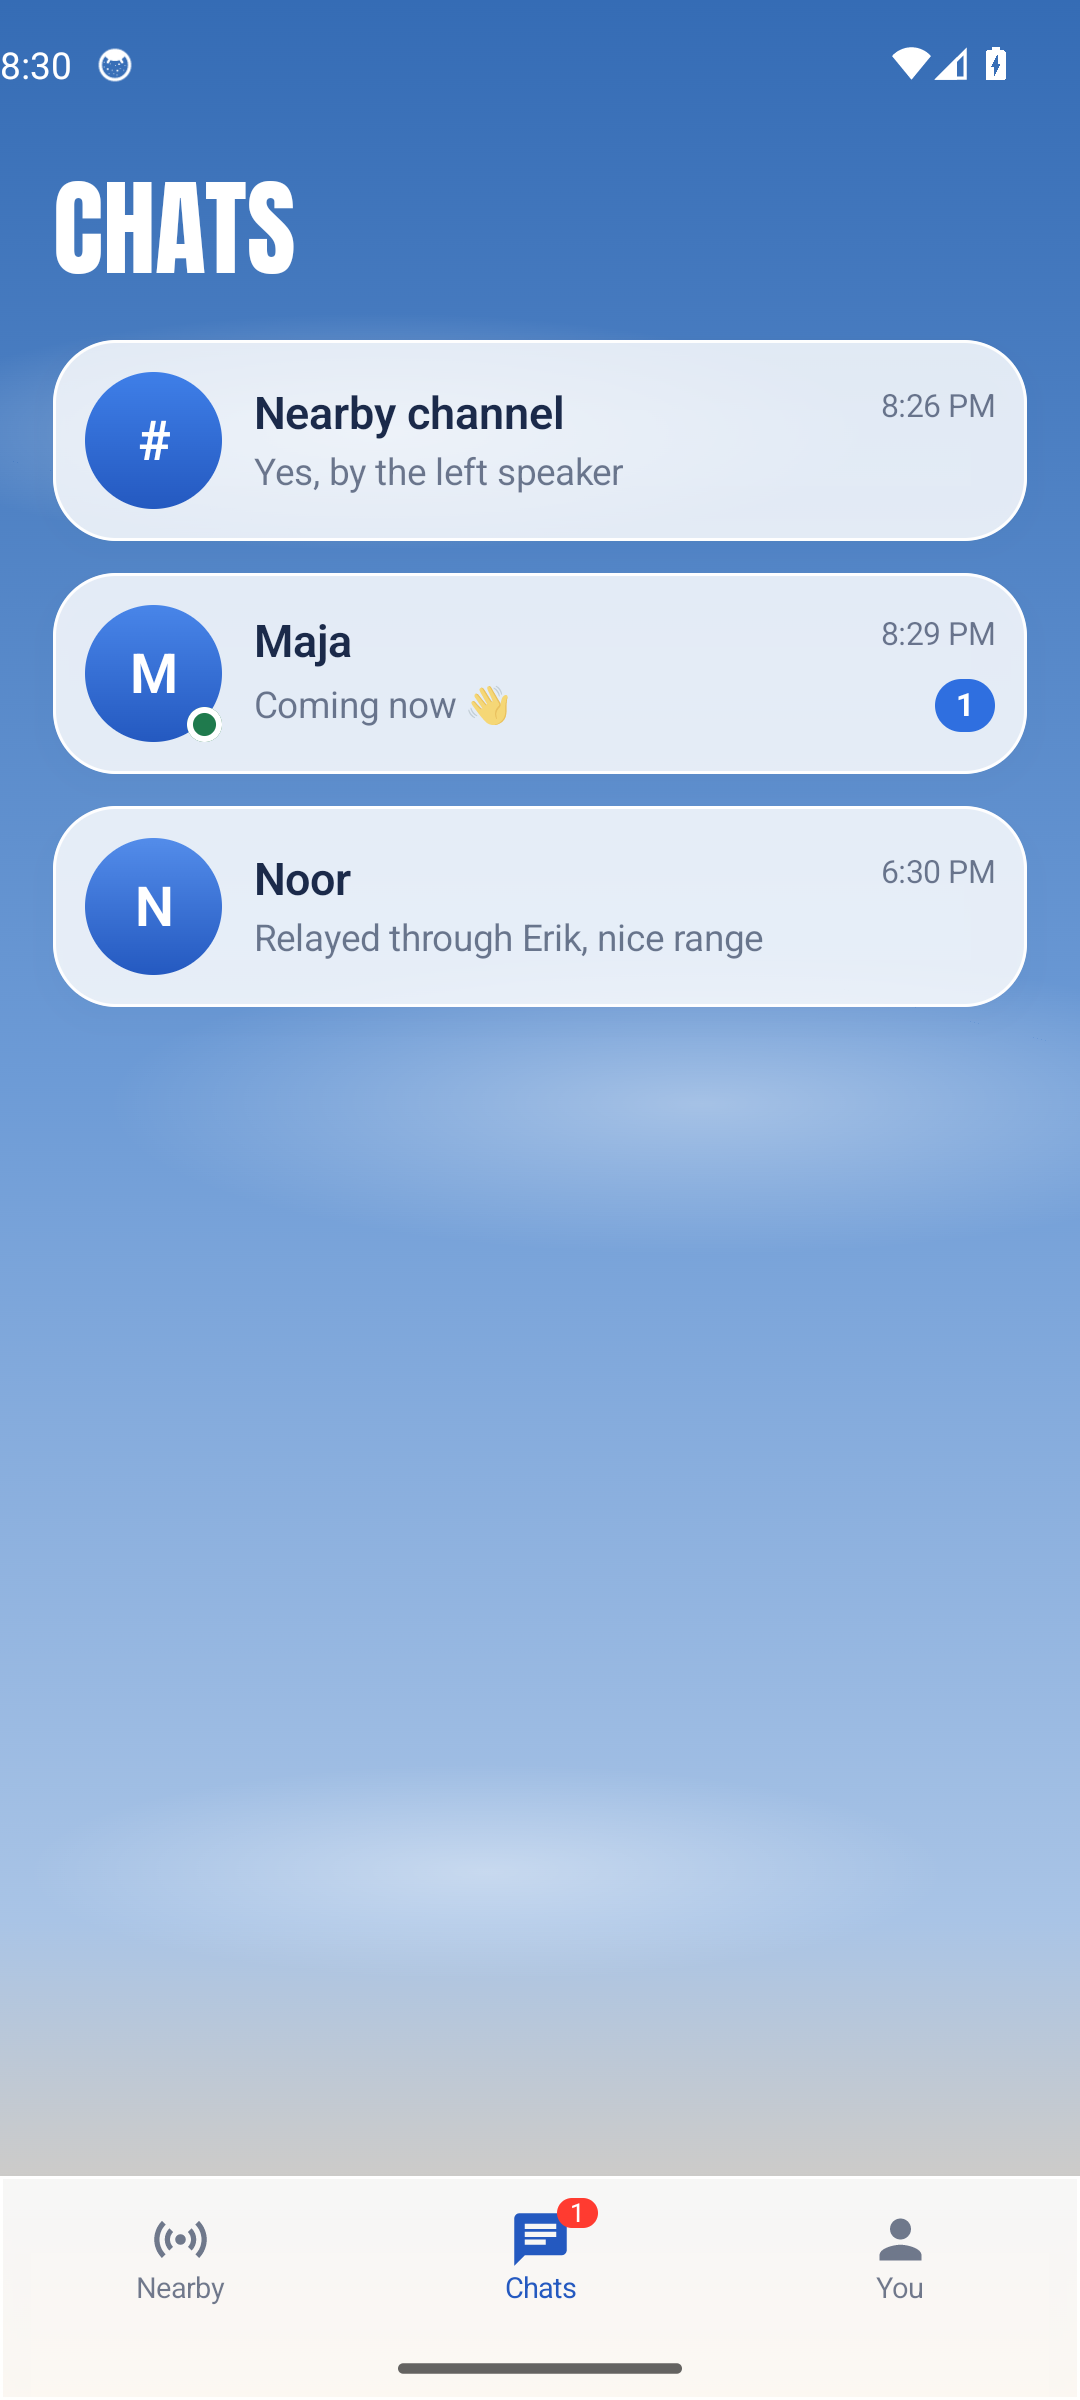 8:30
CHATS
#
Nearby channel
8:26 PM
Yes, by the left speaker
M
Maja
8:29 PM
Coming now 👋
1
N
Noor
6:30 PM
Relayed through Erik, nice range
1
Nearby
Chats
You